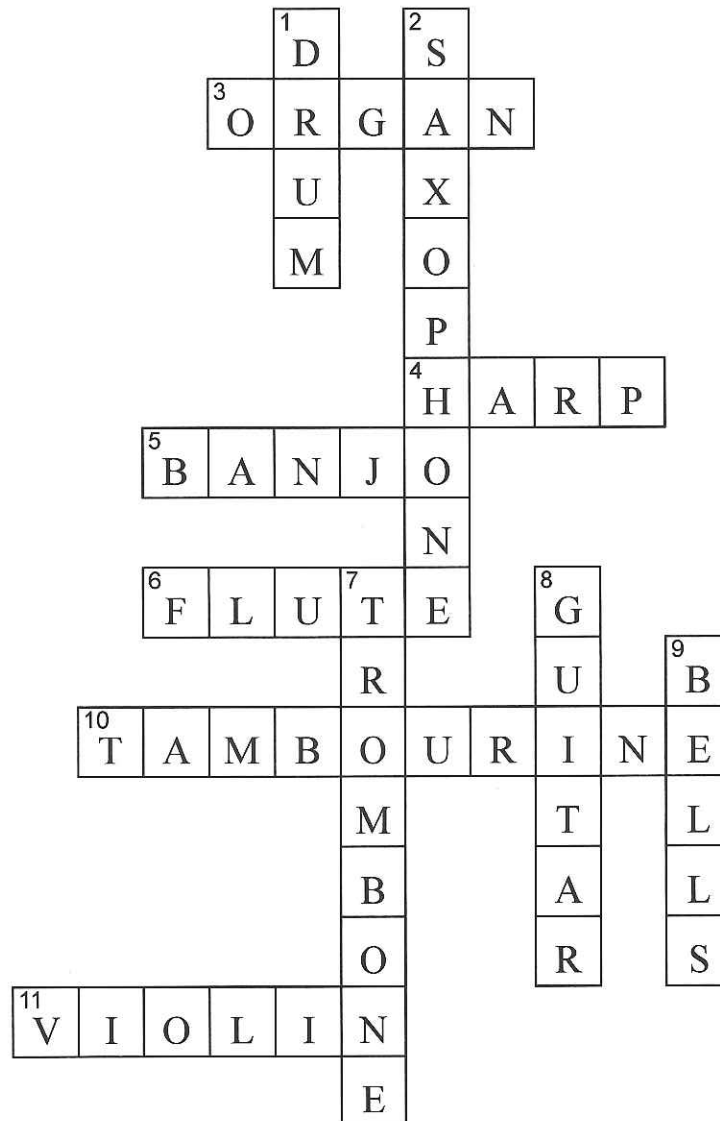 1 D 2 S
3 O R G A N
U X
M O
P
4 H A R P
5 B A N J O
N
6 F L U 7 T E 8 G
R U 9 B
10 T A M B O U R I N E
M T L
B A L
O R S
11 V I O L I N
E